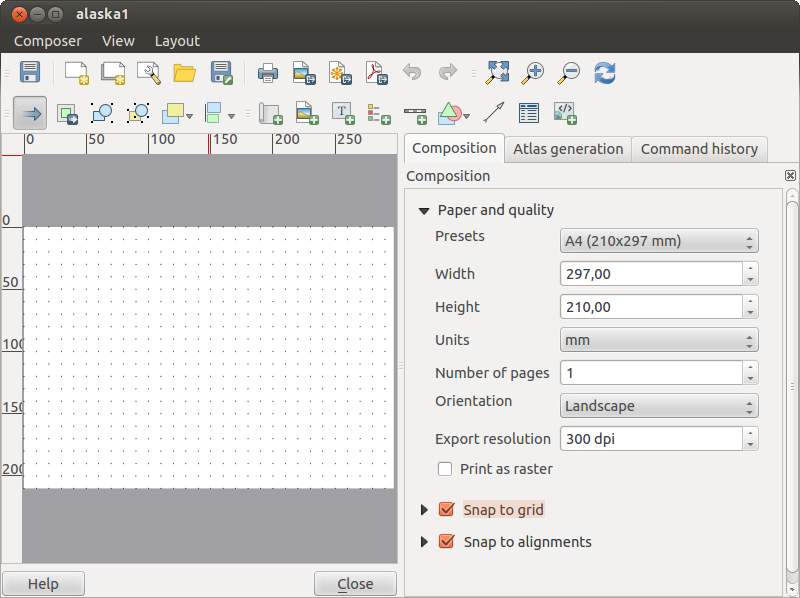 alaska1
Composer View Layout
0 50 100 150 200 250
0
50
100
150
200
Composition Atlas generation Command history
Composition
Paper and quality
Presets A4 (210x297 mm)
Width 297,00
Height 210,00
Units mm
Number of pages 1
Orientation Landscape
Export resolution 300 dpi
Print as raster
Snap to grid
Snap to alignments
Help Close